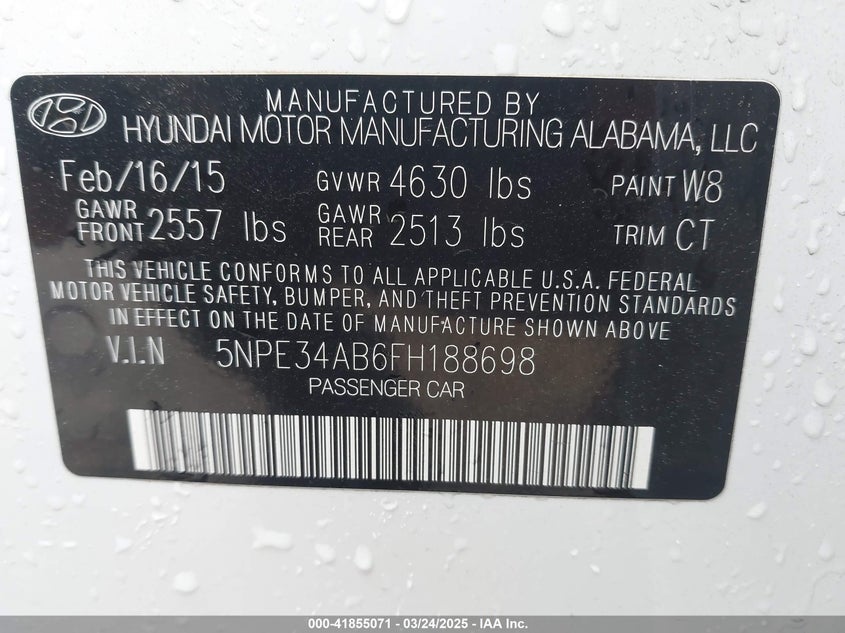 MANUFACTURED BY
HYUNDAI MOTOR MANUFACTURING ALABAMA, LLC
Feb/16/15 GVWR 4630 lbs PAINT W8
GAWR FRONT 2557 lbs GAWR REAR 2513 lbs TRIM CT
THIS VEHICLE CONFORMS TO ALL APPLICABLE U.S.A. FEDERAL
MOTOR VEHICLE SAFETY, BUMPER, AND THEFT PREVENTION STANDARDS
IN EFFECT ON THE DATE OF MANUFACTURE SHOWN ABOVE
V.I.N 5NPE34AB6FH188698
PASSENGER CAR
000-41855071 - 03/24/2025 - IAA Inc.